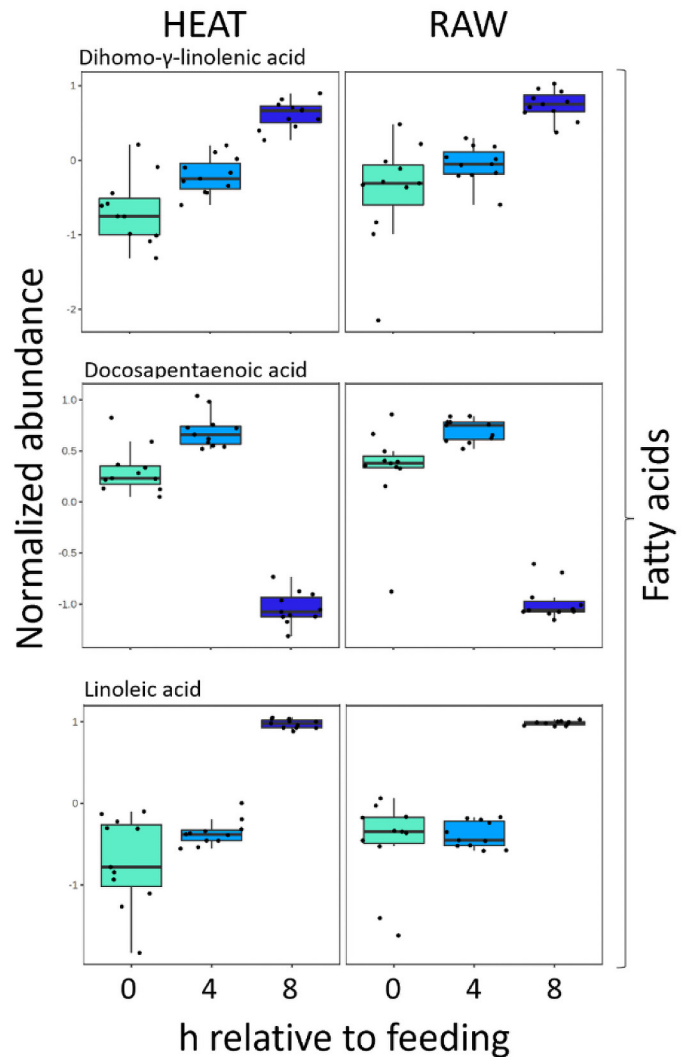 HEAT RAW
Dihomo-γ-linolenic acid
1
0
-1
-2
Docosapentaenoic acid
1.0
0.5
0.0
-0.5
-1.0
Linoleic acid
1
0
-1
0 4 8 0 4 8
h relative to feeding
Normalized abundance
Fatty acids